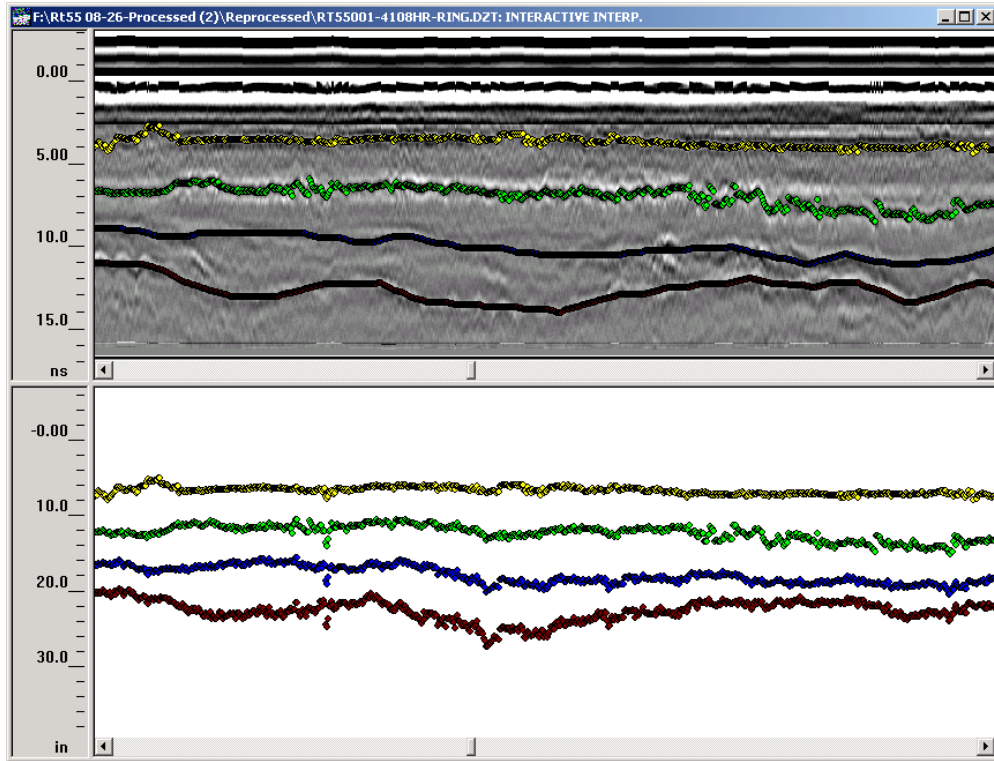 F:\Rt55 08-26-Processed (2)\Reprocessed\RT55001-4108HR-RING.DZT: INTERACTIVE INTERP.
0.00
5.00
10.0
15.0
ns
-0.00
10.0
20.0
30.0
in